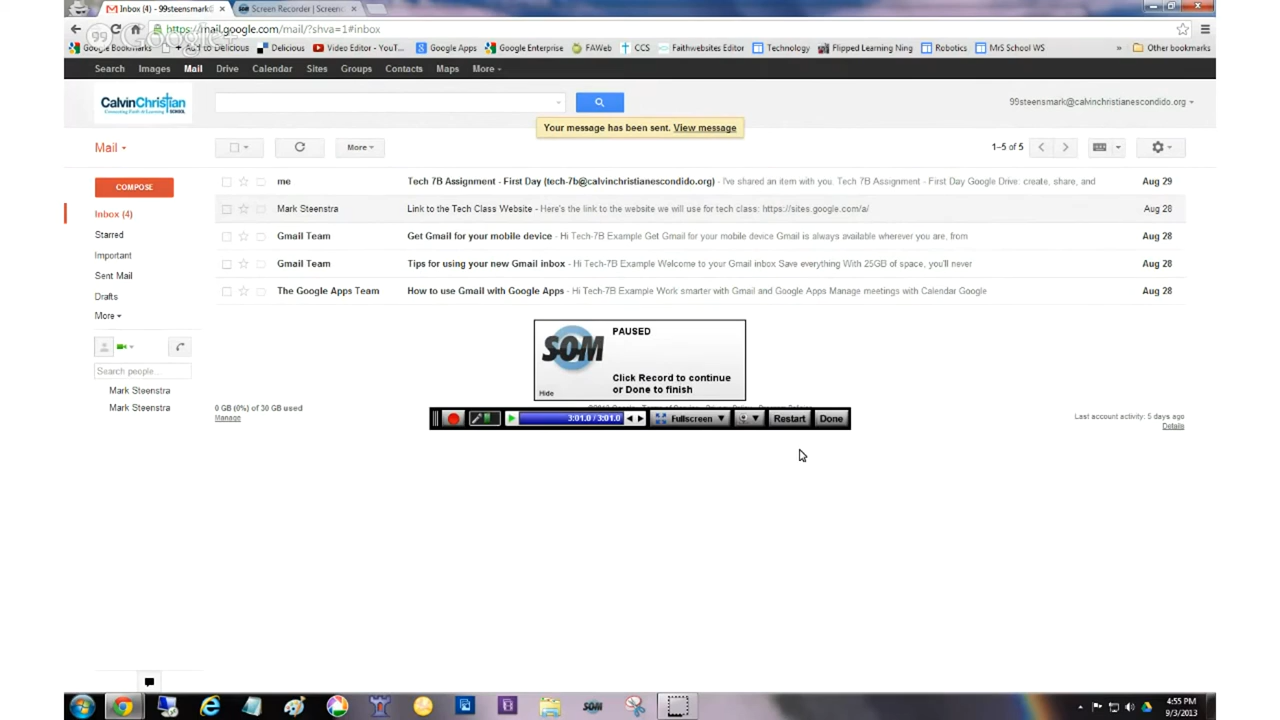 Inbox (4) - 99steensmark@
Screen Recorder | Screenc
https://mail.google.com/mail/?shva=1#inbox
Google+
Google Bookmarks
Delicious
Video Editor - YouT...
Google Apps
Google Enterprise
FAWeb
CCS
Faithwebsites Editor
Technology
Flipped Learning Ning
Robotics
MrS School WS
»
Other bookmarks
Search Images Mail Drive Calendar Sites Groups Contacts Maps More
CalvinChristian
SCHOOL
99steensmark@calvinchristianescondido.org
Your message has been sent. View message
Mail
More
1–5 of 5
COMPOSE
me Tech 7B Assignment - First Day (tech-7b@calvinchristianescondido.org) - I've shared an item with you. Tech 7B Assignment - First Day Google Drive: create, share, and Aug 29
Inbox (4)
Mark Steenstra Link to the Tech Class Website - Here's the link to the website we will use for tech class: https://sites.google.com/a/ Aug 28
Starred
Gmail Team Get Gmail for your mobile device - Hi Tech-7B Example Get Gmail for your mobile device Gmail is always available wherever you are, from Aug 28
Important
Gmail Team Tips for using your new Gmail inbox - Hi Tech-7B Example Welcome to your Gmail inbox Save everything With 25GB of space, you'll never Aug 28
Sent Mail
The Google Apps Team How to use Gmail with Google Apps - Hi Tech-7B Example Work smarter with Gmail and Google Apps Manage meetings with Calendar Google Aug 28
Drafts
More
Search people...
Mark Steenstra
Mark Steenstra
SOM
PAUSED
Click Record to continue
or Done to finish
Hide
0 GB (0%) of 30 GB used
Manage
3:01.0 / 3:01.0
Fullscreen
Restart
Done
Last account activity: 5 days ago
Details
SOM
4:55 PM
9/3/2013